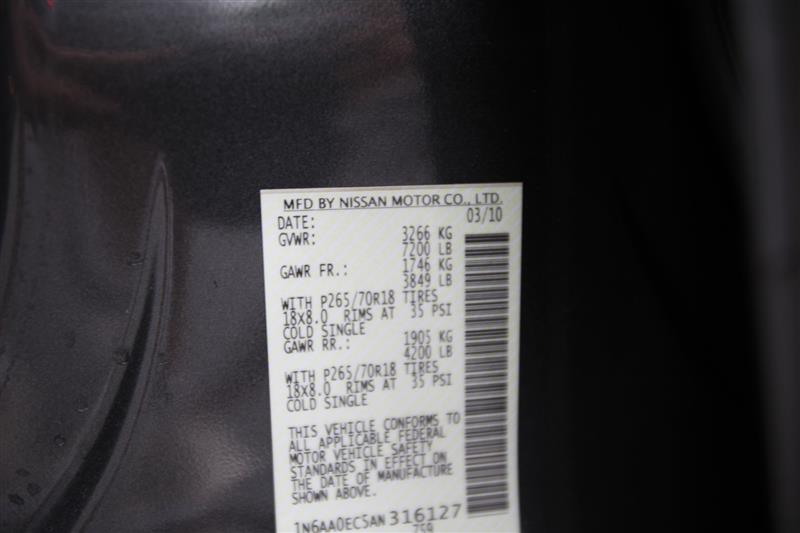 MFD BY NISSAN MOTOR CO., LTD.
DATE: 03/10
GVWR: 3266 KG
7200 LB
GAWR FR.: 1746 KG
3849 LB
WITH P265/70R18 TIRES
18X8.0 RIMS AT 35 PSI
COLD SINGLE
GAWR RR.: 1905 KG
4200 LB
WITH P265/70R18 TIRES
18X8.0 RIMS AT 35 PSI
COLD SINGLE
THIS VEHICLE CONFORMS TO
ALL APPLICABLE FEDERAL
MOTOR VEHICLE SAFETY
STANDARDS IN EFFECT ON
THE DATE OF MANUFACTURE
SHOWN ABOVE.
1N6AA0EC5AN316127
759